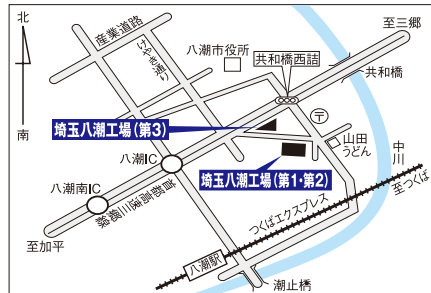 北
南
産業道路
けやき通り
八潮市役所
至三郷
共和橋西詰
共和橋
〒
埼玉八潮工場(第3)
山田
うどん
中川
八潮IC
埼玉八潮工場(第1・第2)
八潮南IC
首都高速三郷線
つくばエクスプレス
至つくば
至加平
八潮駅
潮止橋